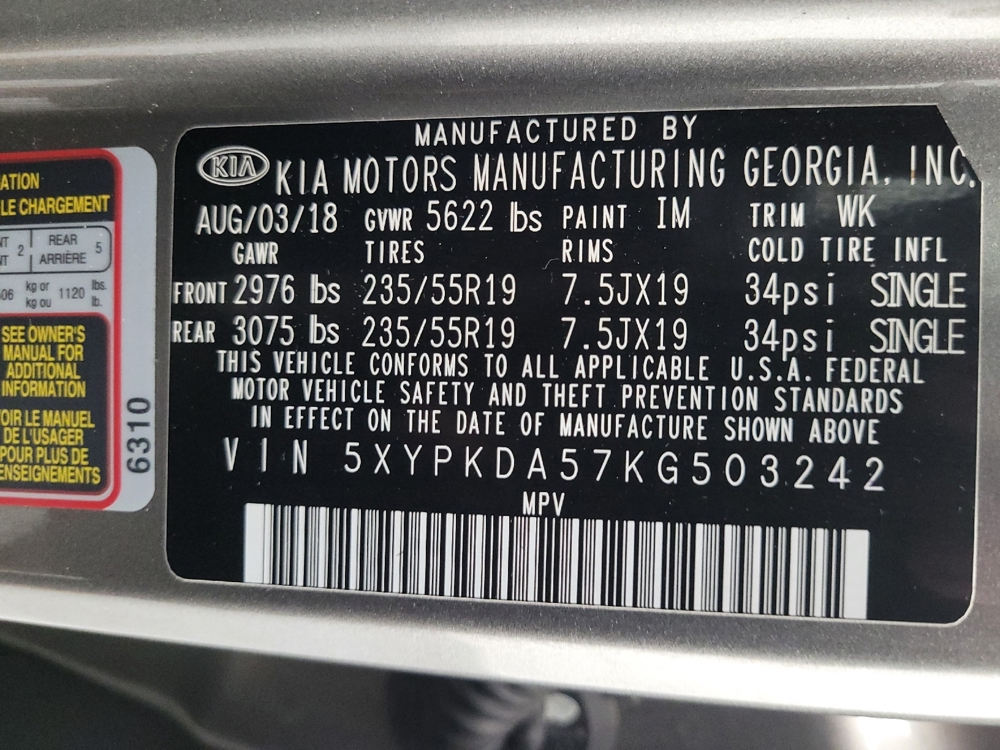 MANUFACTURED BY
KIA KIA MOTORS MANUFACTURING GEORGIA, INC.
AUG/03/18 GVWR 5622 lbs PAINT IM TRIM WK
GAWR TIRES RIMS COLD TIRE INFL
FRONT 2976 lbs 235/55R19 7.5JX19 34psi SINGLE
REAR 3075 lbs 235/55R19 7.5JX19 34psi SINGLE
THIS VEHICLE CONFORMS TO ALL APPLICABLE U.S.A. FEDERAL
MOTOR VEHICLE SAFETY AND THEFT PREVENTION STANDARDS
IN EFFECT ON THE DATE OF MANUFACTURE SHOWN ABOVE
VIN 5XYPKDA57KG503242
MPV
LE CHARGEMENT
2 REAR 5
ARRIÈRE
kg or 1120 lbs.
kg ou lb.
SEE OWNER'S
MANUAL FOR
ADDITIONAL
INFORMATION
LE MANUEL
DE L'USAGER
POUR PLUS DE
6310